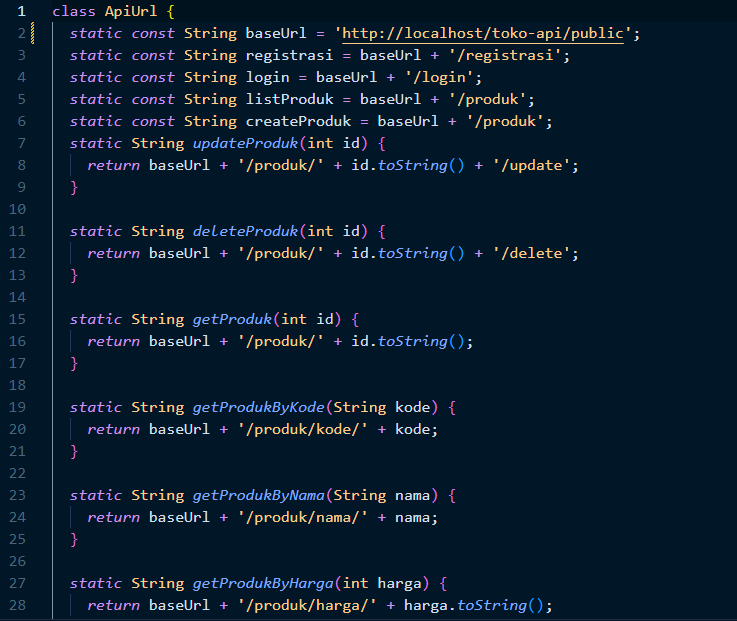 1 class ApiUrl {
2 static const String baseUrl = 'http://localhost/toko-api/public';
3 static const String registrasi = baseUrl + '/registrasi';
4 static const String login = baseUrl + '/login';
5 static const String listProduk = baseUrl + '/produk';
6 static const String createProduk = baseUrl + '/produk';
7 static String updateProduk(int id) {
8 return baseUrl + '/produk/' + id.toString() + '/update';
9 }
10
11 static String deleteProduk(int id) {
12 return baseUrl + '/produk/' + id.toString() + '/delete';
13 }
14
15 static String getProduk(int id) {
16 return baseUrl + '/produk/' + id.toString();
17 }
18
19 static String getProdukByKode(String kode) {
20 return baseUrl + '/produk/kode/' + kode;
21 }
22
23 static String getProdukByNama(String nama) {
24 return baseUrl + '/produk/nama/' + nama;
25 }
26
27 static String getProdukByHarga(int harga) {
28 return baseUrl + '/produk/harga/' + harga.toString();